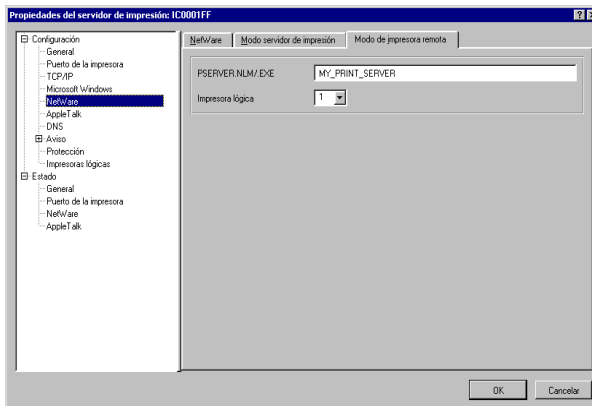 Propiedades del servidor de impresión: IC0001FF
Configuración
General
Puerto de la impresora
TCP/IP
Microsoft Windows
NetWare
AppleTalk
DNS
Aviso
Protección
Impresoras lógicas
Estado
General
Puerto de la impresora
NetWare
AppleTalk
NetWare Modo servidor de impresión Modo de impresora remota
PSERVER.NLM/.EXE MY_PRINT_SERVER
Impresora lógica 1
OK Cancelar